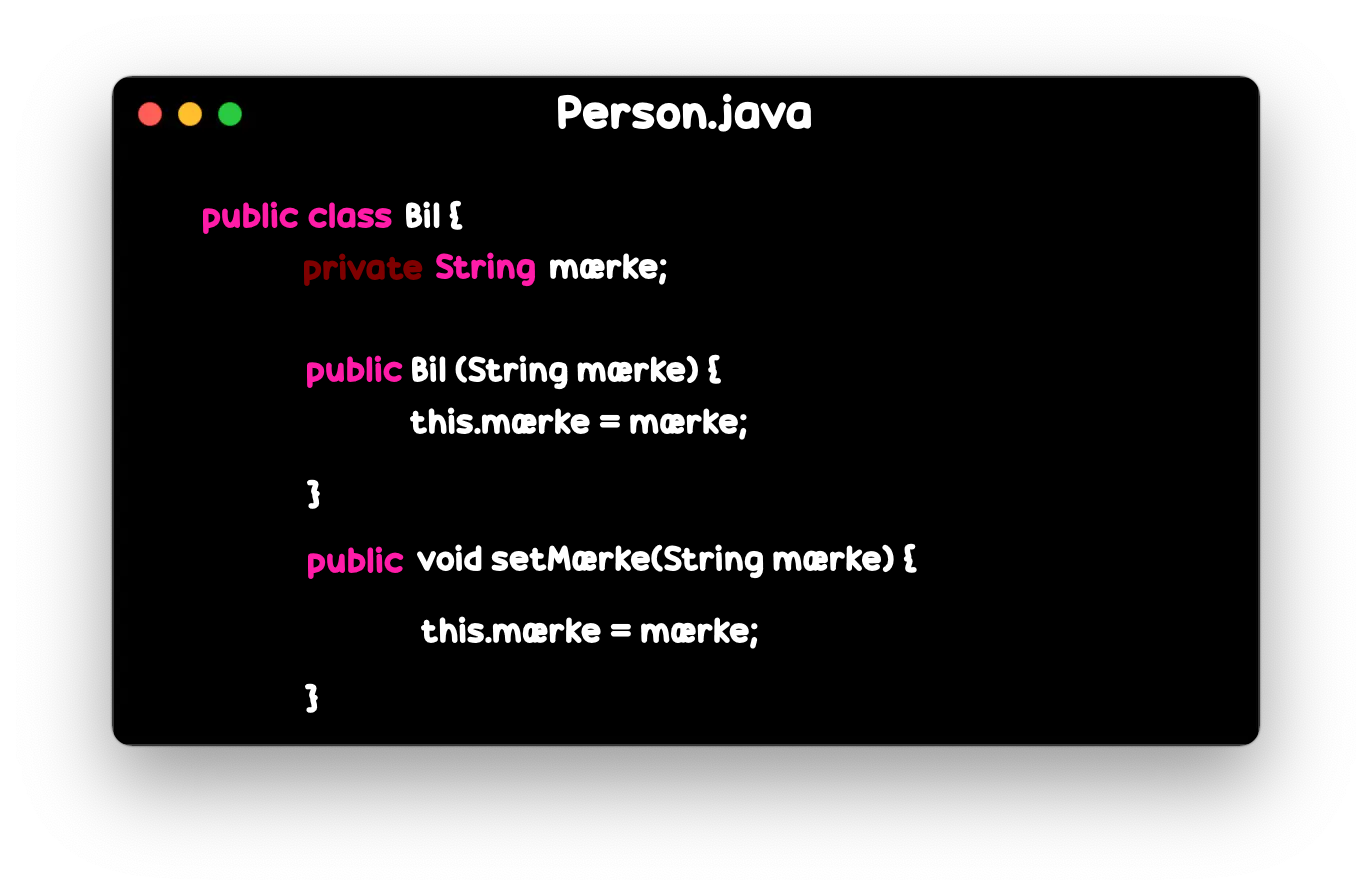 Person.java
public class Bil {
private String mærke;
public Bil (String mærke) {
this.mærke = mærke;
}
public void setMærke(String mærke) {
this.mærke = mærke;
}